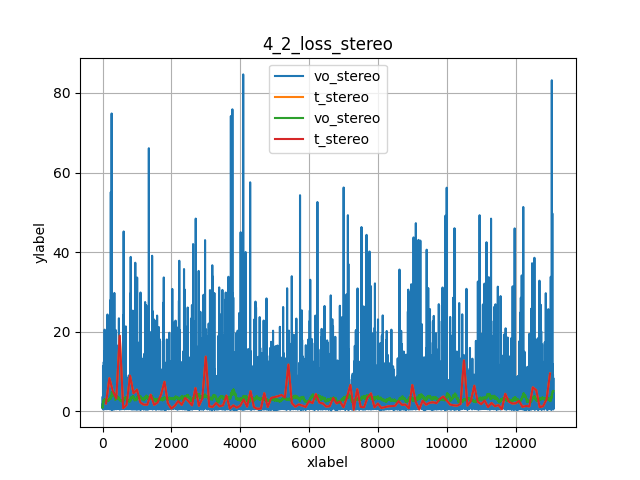 4_2_loss_stereo
vo_stereo
t_stereo
vo_stereo
t_stereo
ylabel
80
60
40
20
0
0 2000 4000 6000 8000 10000 12000
xlabel